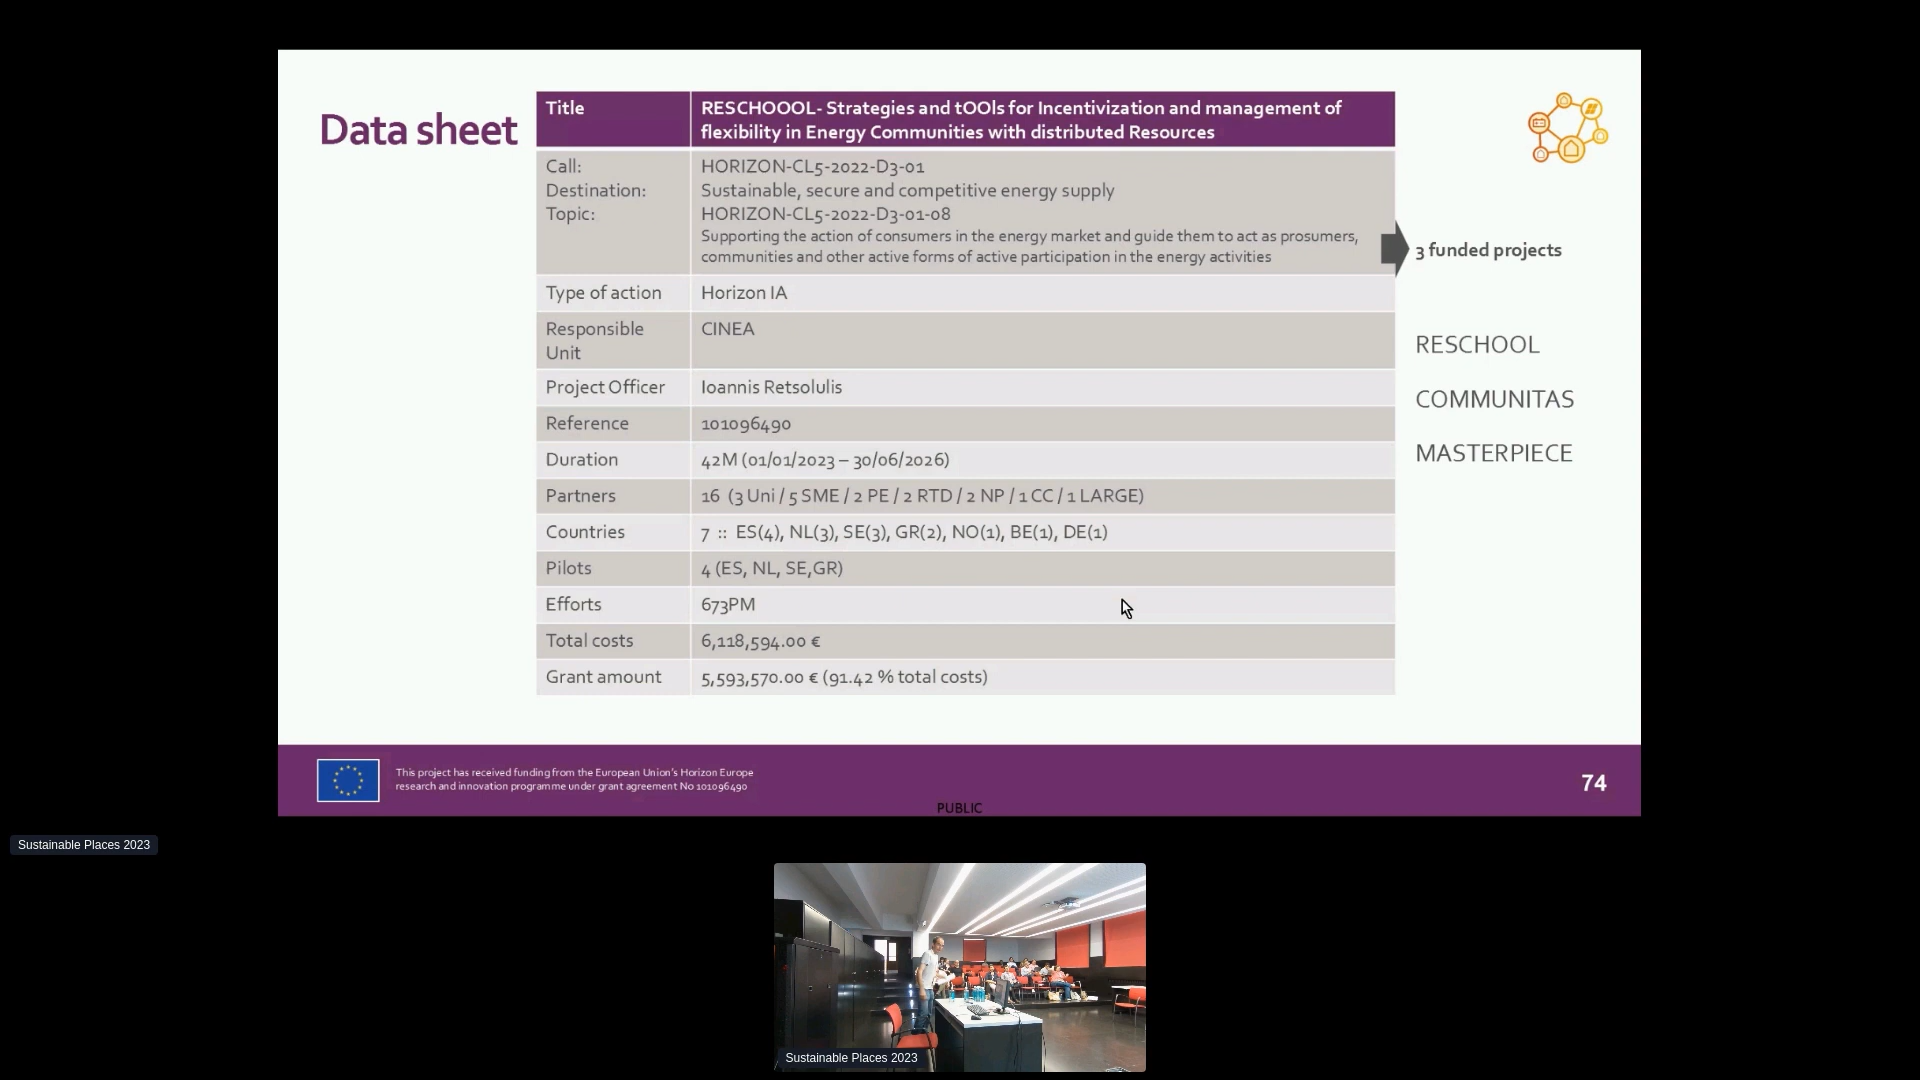 Data sheet
Title
RESCHOOOL- Strategies and tOOls for Incentivization and management of
flexibility in Energy Communities with distributed Resources
Call:
HORIZON-CL5-2022-D3-01
Destination:
Sustainable, secure and competitive energy supply
Topic:
HORIZON-CL5-2022-D3-01-08
Supporting the action of consumers in the energy market and guide them to act as prosumers,
communities and other active forms of active participation in the energy activities
3 funded projects
Type of action
Horizon IA
Responsible
Unit
CINEA
RESCHOOL
Project Officer
Ioannis Retsolulis
COMMUNITAS
Reference
101096490
MASTERPIECE
Duration
42M (01/01/2023 – 30/06/2026)
Partners
16 (3 Uni / 5 SME / 2 PE / 2 RTD / 2 NP / 1 CC / 1 LARGE)
Countries
7 :: ES(4), NL(3), SE(3), GR(2), NO(1), BE(1), DE(1)
Pilots
4 (ES, NL, SE,GR)
Efforts
673PM
Total costs
6,118,594.00 €
Grant amount
5,593,570.00 € (91.42 % total costs)
This project has received funding from the European Union's Horizon Europe
research and innovation programme under grant agreement No 101096490
74
PUBLIC
Sustainable Places 2023
Sustainable Places 2023